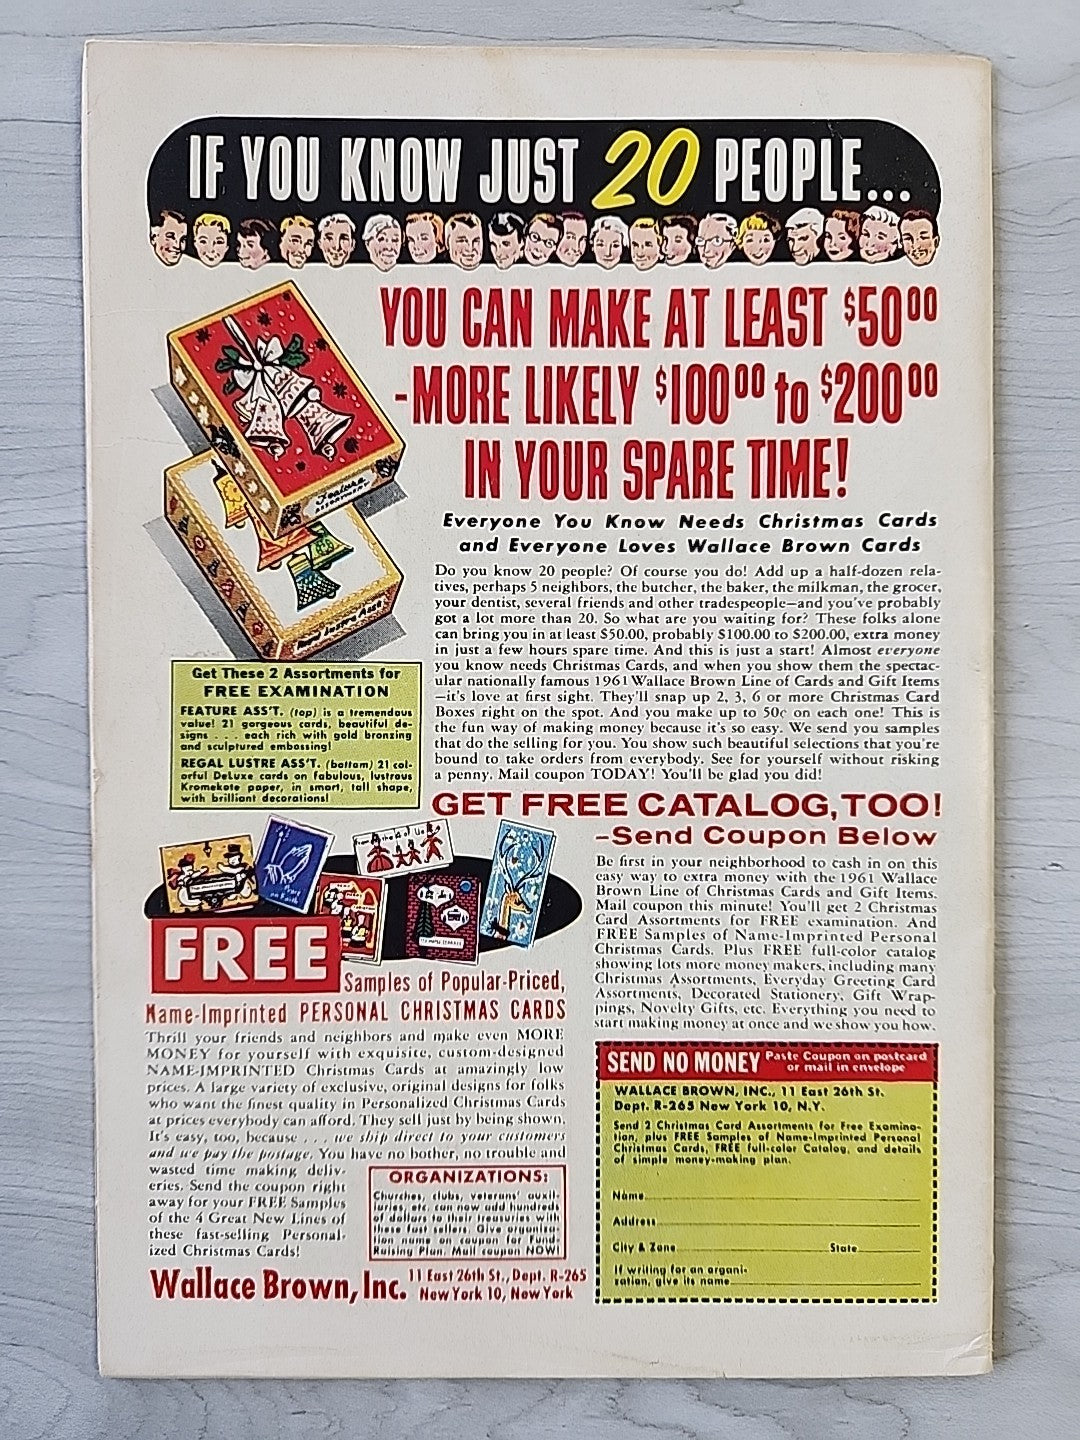 IF YOU KNOW JUST 20 PEOPLE...
YOU CAN MAKE AT LEAST $5000
-MORE LIKELY $10000 to $20000
IN YOUR SPARE TIME!
Everyone You Know Needs Christmas Cards
and Everyone Loves Wallace Brown Cards
Do you know 20 people? Of course you do! Add up a half-dozen rela-
tives, perhaps 5 neighbors, the butcher, the baker, the milkman, the grocer,
your dentist, several friends and other tradespeople—and you've probably
got a lot more than 20. So what are you waiting for? These folks alone
can bring you in at least $50.00, probably $100.00 to $200.00, extra money
in just a few hours spare time. And this is just a start! Almost everyone
you know needs Christmas Cards, and when you show them the spectac-
ular nationally famous 1961 Wallace Brown Line of Cards and Gift Items
—it's love at first sight. They'll snap up 2, 3, 6 or more Christmas Card
Boxes right on the spot. And you make up to 50c on each one! This is
the fun way of making money because it's so easy. We send you samples
that do the selling for you. You show such beautiful selections that you're
bound to take orders from everybody. See for yourself without risking
a penny. Mail coupon TODAY! You'll be glad you did!
Feature
ASSORTMENT
Regal Lustre Asst
Get These 2 Assortments for
FREE EXAMINATION
FEATURE ASS'T. (top) is a tremendous
value! 21 gorgeous cards, beautiful de-
signs . . . each rich with gold bronzing
and sculptured embossing!
REGAL LUSTRE ASS'T. (bottom) 21 col-
orful DeLuxe cards on fabulous, lustrous
Kromekote paper, in smart, tall shape,
with brilliant decorations!
GET FREE CATALOG, TOO!
—Send Coupon Below
Be first in your neighborhood to cash in on this
easy way to extra money with the 1961 Wallace
Brown Line of Christmas Cards and Gift Items.
Mail coupon this minute! You'll get 2 Christmas
Card Assortments for FREE examination. And
FREE Samples of Name-Imprinted Personal
Christmas Cards. Plus FREE full-color catalog
showing lots more money makers, including many
Christmas Assortments, Everyday Greeting Card
Assortments, Decorated Stationery, Gift Wrap-
pings, Novelty Gifts, etc. Everything you need to
start making money at once and we show you how.
FREE
Samples of Popular-Priced,
Name-Imprinted PERSONAL CHRISTMAS CARDS
Thrill your friends and neighbors and make even MORE
MONEY for yourself with exquisite, custom-designed
NAME-IMPRINTED Christmas Cards at amazingly low
prices. A large variety of exclusive, original designs for folks
who want the finest quality in Personalized Christmas Cards
at prices everybody can afford. They sell just by being shown.
It's easy, too, because . . . we ship direct to your customers
and we pay the postage. You have no bother, no trouble and
wasted time making deliv-
eries. Send the coupon right
away for your FREE Samples
of the 4 Great New Lines of
these fast-selling Personal-
ized Christmas Cards!
ORGANIZATIONS:
Churches, clubs, veterans' auxil-
iaries, etc. can now add hundreds
of dollars to their treasuries with
these fast sellers. Give organiza-
tion name on coupon for Fund
Raising Plan. Mail coupon NOW!
Wallace Brown, Inc. 11 East 26th St., Dept. R-265
New York 10, New York
SEND NO MONEY Paste Coupon on postcard
or mail in envelope
WALLACE BROWN, INC., 11 East 26th St.
Dept. R-265 New York 10, N.Y.
Send 2 Christmas Card Assortments for Free Examina-
tion, plus FREE Samples of Name-Imprinted Personal
Christmas Cards, FREE full-color Catalog, and details
of simple money-making plan.
Name
Address
City & Zone State
If writing for an organi-
zation, give its name